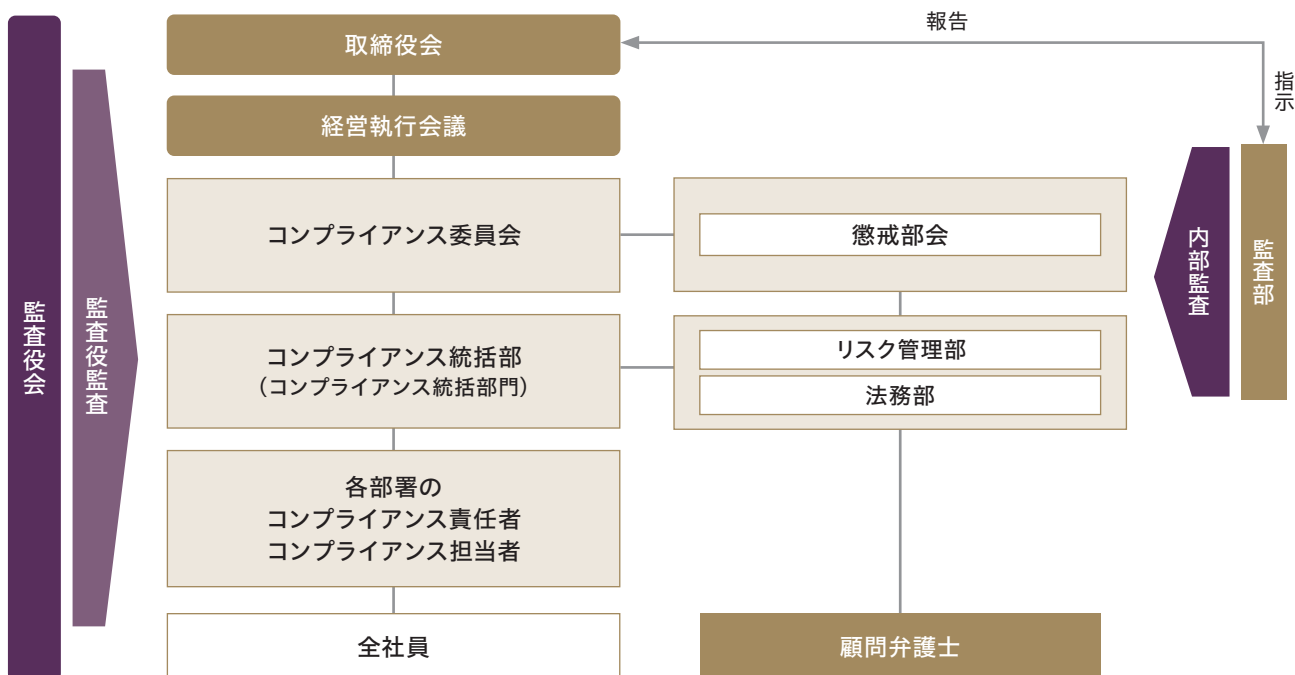 取締役会
報告
指示
経営執行会議
コンプライアンス委員会
懲戒部会
コンプライアンス統括部
（コンプライアンス統括部門）
リスク管理部
法務部
各部署の
コンプライアンス責任者
コンプライアンス担当者
全社員
顧問弁護士
監査役会
監査役監査
内部監査
監査部